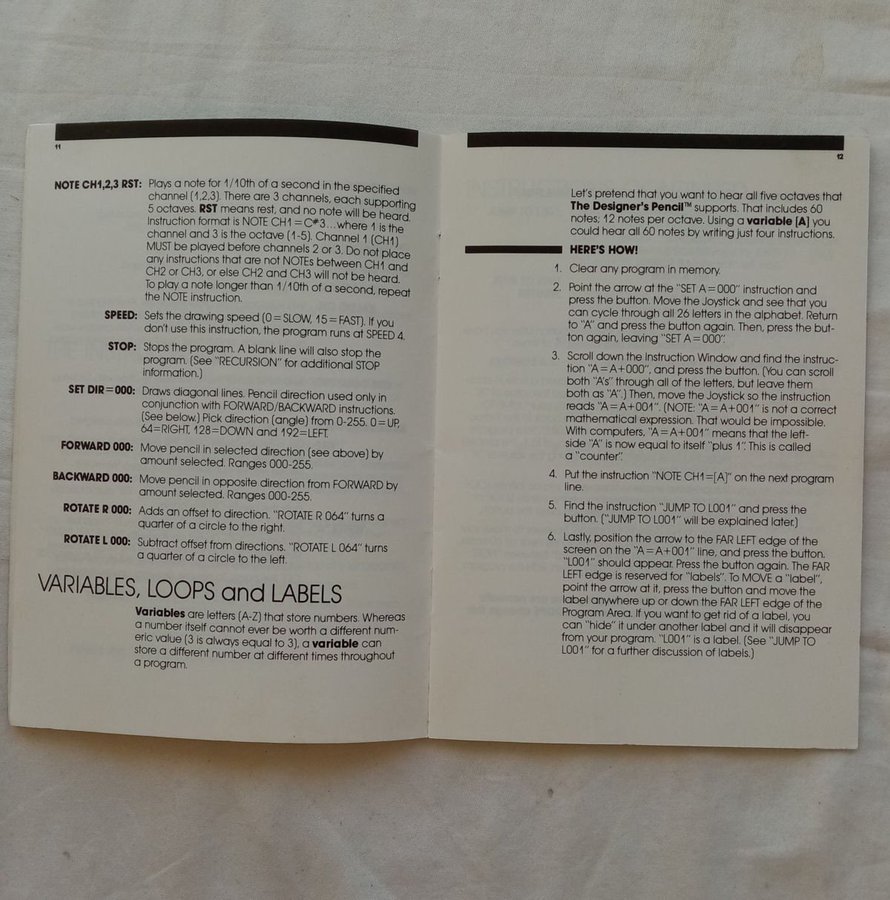 11
NOTE CH1,2,3 RST: Plays a note for 1/10th of a second in the specified
channel (1,2,3). There are 3 channels, each supporting
5 octaves. RST means rest, and no note will be heard.
Instruction format is NOTE CH1=C#3...where 1 is the
channel and 3 is the octave (1-5). Channel 1 (CH1)
MUST be played before channels 2 or 3. Do not place
any instructions that are not NOTEs between CH1 and
CH2 or CH3, or else CH2 and CH3 will not be heard.
To play a note longer than 1/10th of a second, repeat
the NOTE instruction.
SPEED: Sets the drawing speed (0=SLOW, 15=FAST). If you
don't use this instruction, the program runs at SPEED 4.
STOP: Stops the program. A blank line will also stop the
program. (See "RECURSION" for additional STOP
information.)
SET DIR=000: Draws diagonal lines. Pencil direction used only in
conjunction with FORWARD/BACKWARD instructions.
(See below.) Pick direction (angle) from 0-255. 0=UP,
64=RIGHT, 128=DOWN and 192=LEFT.
FORWARD 000: Move pencil in selected direction (see above) by
amount selected. Ranges 000-255.
BACKWARD 000: Move pencil in opposite direction from FORWARD by
amount selected. Ranges 000-255.
ROTATE R 000: Adds an offset to direction. "ROTATE R 064" turns a
quarter of a circle to the right.
ROTATE L 000: Subtract offset from directions. "ROTATE L 064" turns
a quarter of a circle to the left.
VARIABLES, LOOPS and LABELS
Variables are letters (A-Z) that store numbers. Whereas
a number itself cannot ever be worth a different num-
eric value (3 is always equal to 3), a variable can
store a different number at different times throughout
a program.
12
Let's pretend that you want to hear all five octaves that
The Designer's Pencil™ supports. That includes 60
notes; 12 notes per octave. Using a variable [A] you
could hear all 60 notes by writing just four instructions.
HERE'S HOW!
1. Clear any program in memory.
2. Point the arrow at the "SET A=000" instruction and
press the button. Move the Joystick and see that you
can cycle through all 26 letters in the alphabet. Return
to "A" and press the button again. Then, press the but-
ton again, leaving "SET A=000".
3. Scroll down the Instruction Window and find the instruc-
tion "A=A+000", and press the button. (You can scroll
both "A's" through all of the letters, but leave them
both as "A".) Then, move the Joystick so the instruction
reads "A=A+001". (NOTE: "A=A+001" is not a correct
mathematical expression. That would be impossible.
With computers, "A=A+001" means that the left-
side "A" is now equal to itself "plus 1". This is called
a "counter".
4. Put the instruction "NOTE CH1=[A]" on the next program
line.
5. Find the instruction "JUMP TO L001" and press the
button. ("JUMP TO L001" will be explained later.)
6. Lastly, position the arrow to the FAR LEFT edge of the
screen on the "A=A+001" line, and press the button.
"L001" should appear. Press the button again. The FAR
LEFT edge is reserved for "labels". To MOVE a "label",
point the arrow at it, press the button and move the
label anywhere up or down the FAR LEFT edge of the
Program Area. If you want to get rid of a label, you
can "hide" it under another label and it will disappear
from your program. "L001" is a label. (See "JUMP TO
L001" for a further discussion of labels.)